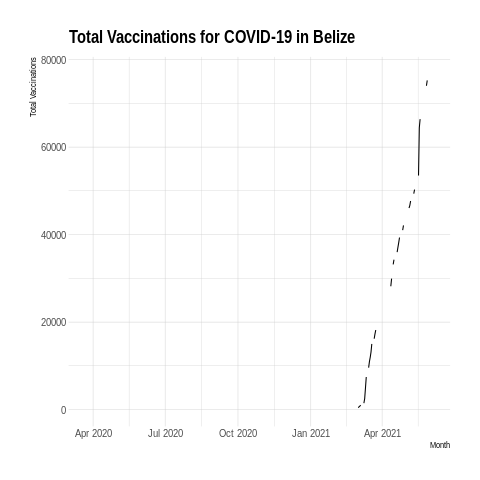 Total Vaccinations for COVID-19 in Belize
Total Vaccinations
80000
60000
40000
20000
0
Apr 2020
Jul 2020
Oct 2020
Jan 2021
Apr 2021
Month